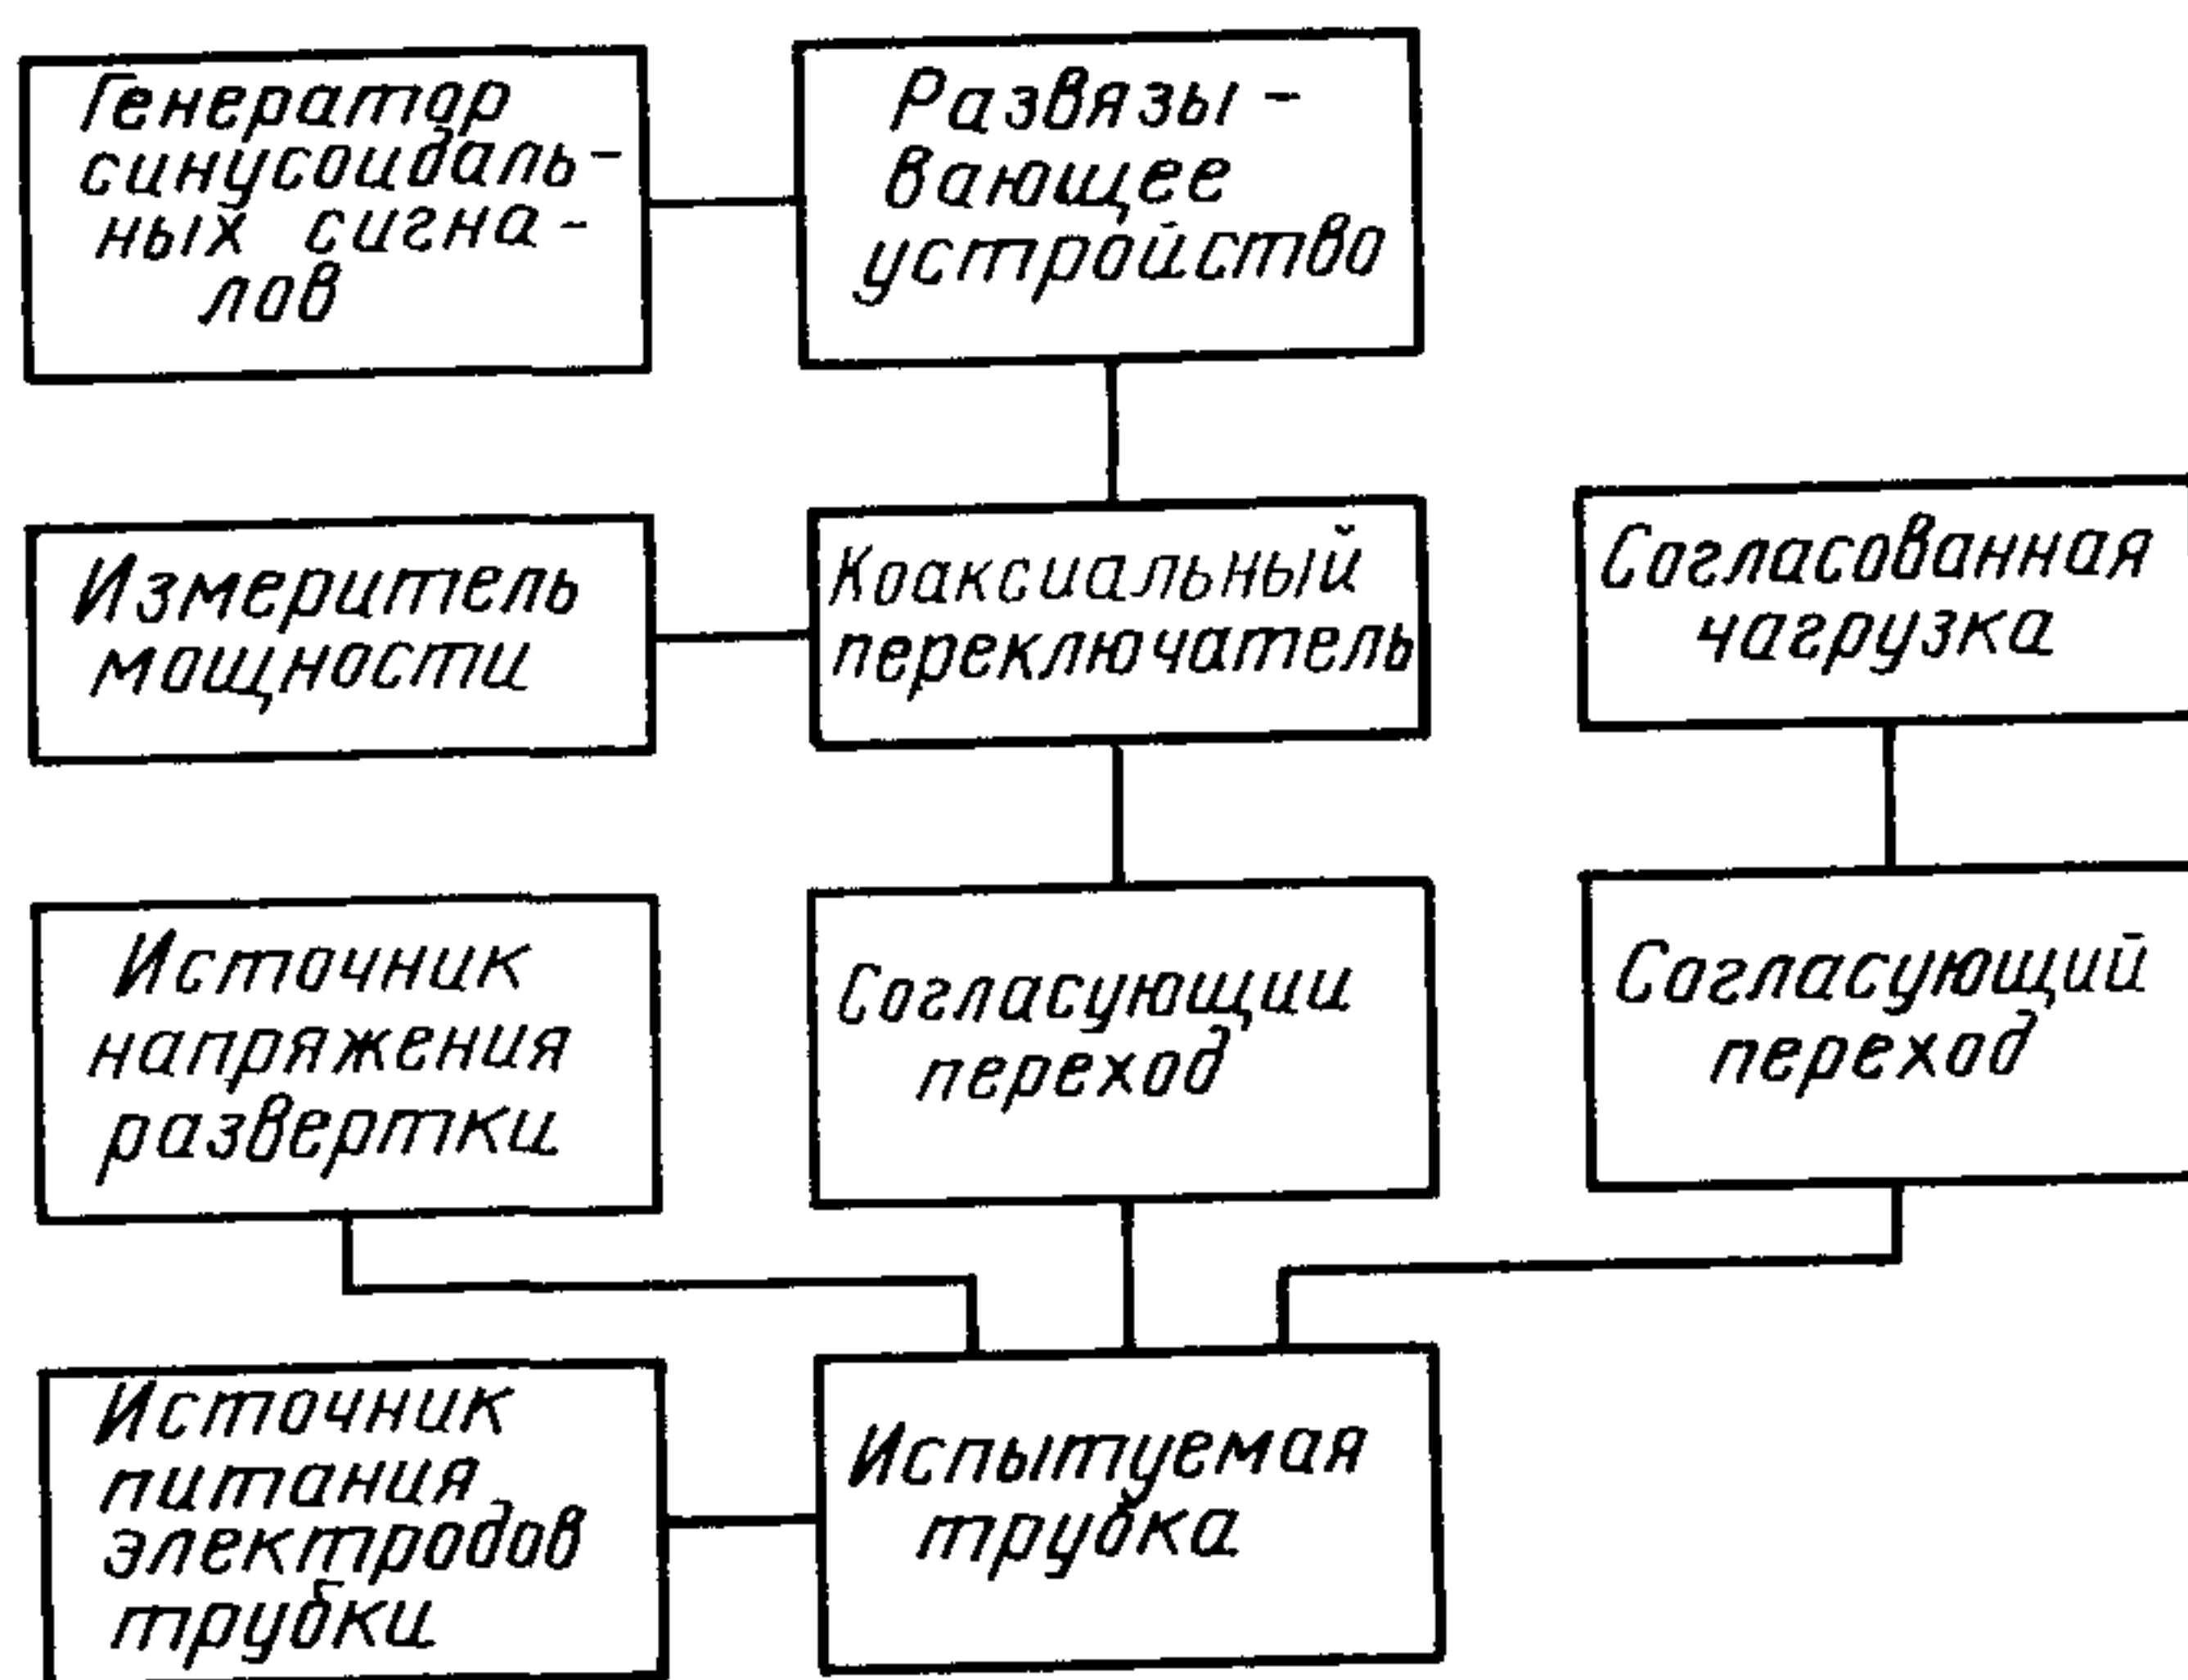 Генератор
синусоидаль-
ных сигна-
лов
Развязы-
вающее
устройство
Измеритель
мощности
Коаксиальный
переключатель
Согласованная
нагрузка
Источник
напряжения
развертки
Согласующии
переход
Согласующий
переход
Источник
питания
электродов
трубки
Испытуемая
трубка